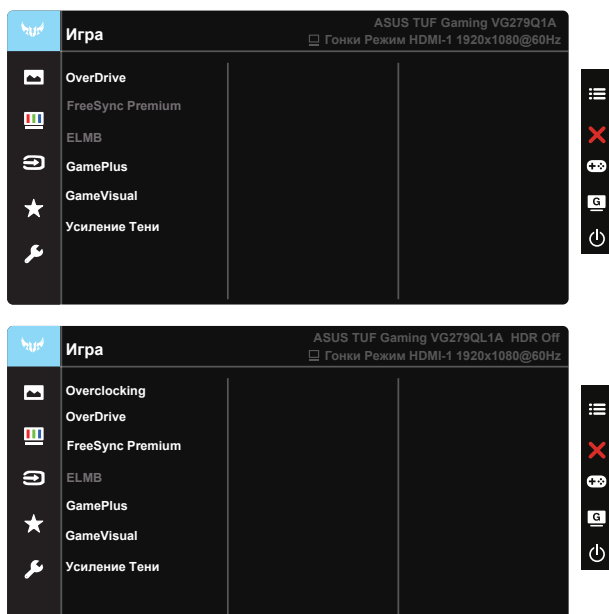 ASUS TUF Gaming VG279Q1A
Игра
Гонки Режим HDMI-1 1920x1080@60Hz
OverDrive
FreeSync Premium
ELMB
GamePlus
GameVisual
Усиление Тени
G
ASUS TUF Gaming VG279QL1A HDR Off
Игра
Гонки Режим HDMI-1 1920x1080@60Hz
Overclocking
OverDrive
FreeSync Premium
ELMB
GamePlus
GameVisual
Усиление Тени
G